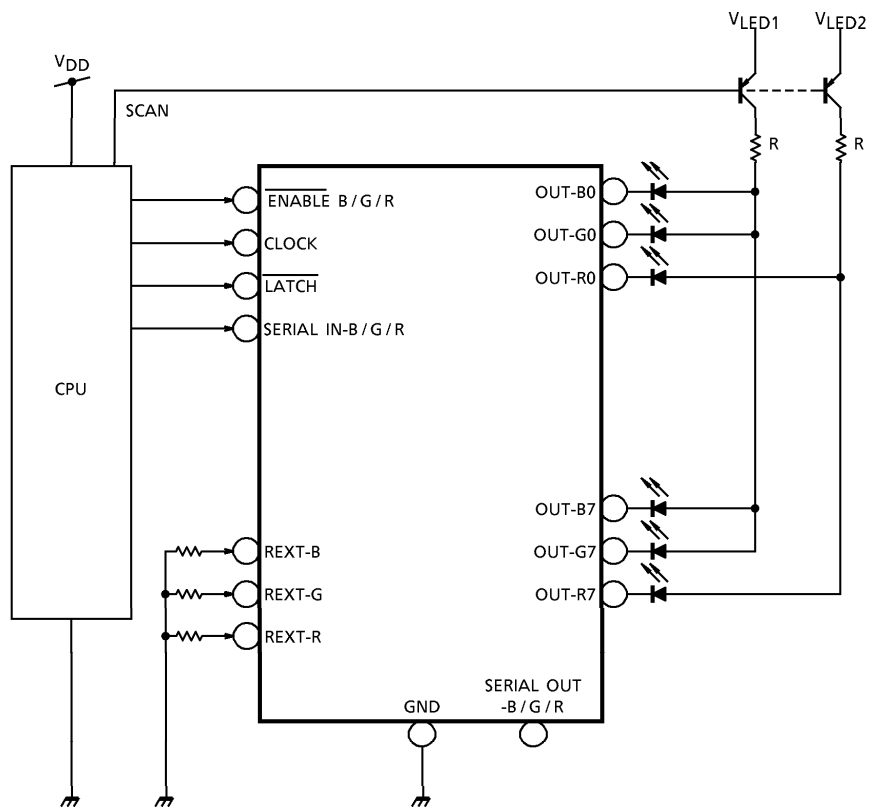 VLED1
VLED2
VDD
SCAN
R
R
ENABLE B/G/R
OUT-B0
CLOCK
OUT-G0
LATCH
OUT-R0
SERIAL IN-B/G/R
CPU
OUT-B7
REXT-B
OUT-G7
REXT-G
OUT-R7
REXT-R
SERIAL OUT
-B/G/R
GND